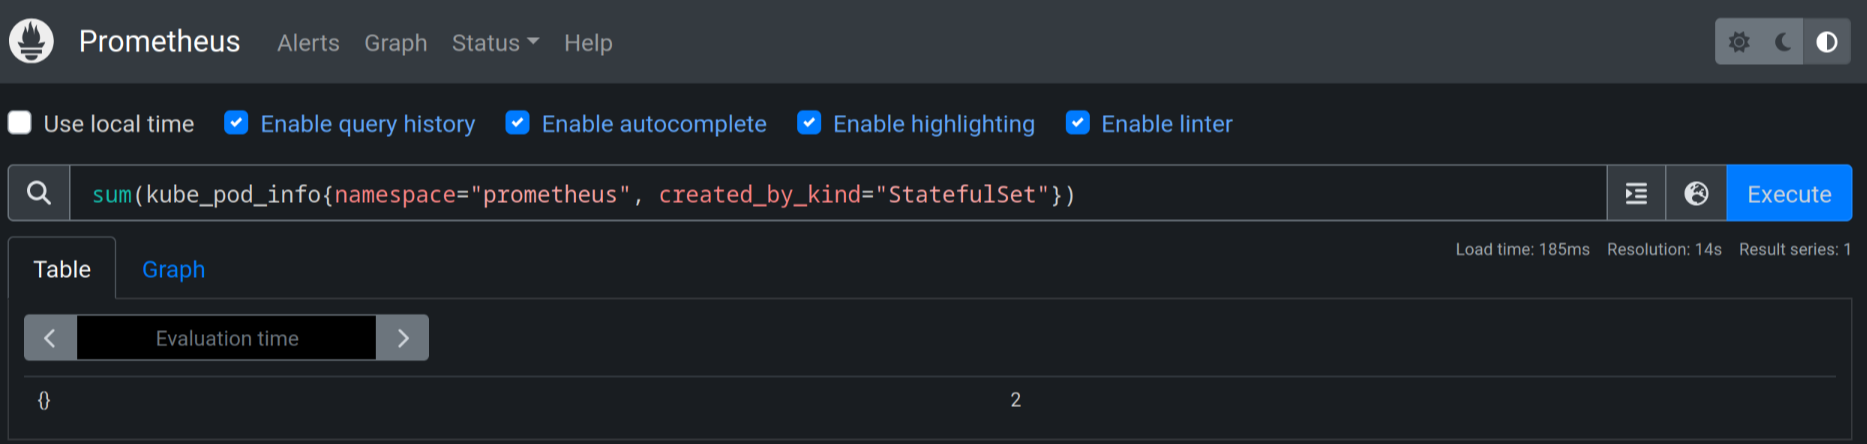 Prometheus Alerts Graph Status Help
Use local time Enable query history Enable autocomplete Enable highlighting Enable linter
sum(kube_pod_info{namespace="prometheus", created_by_kind="StatefulSet"}) Execute
Load time: 185ms Resolution: 14s Result series: 1
Table Graph
Evaluation time
{} 2